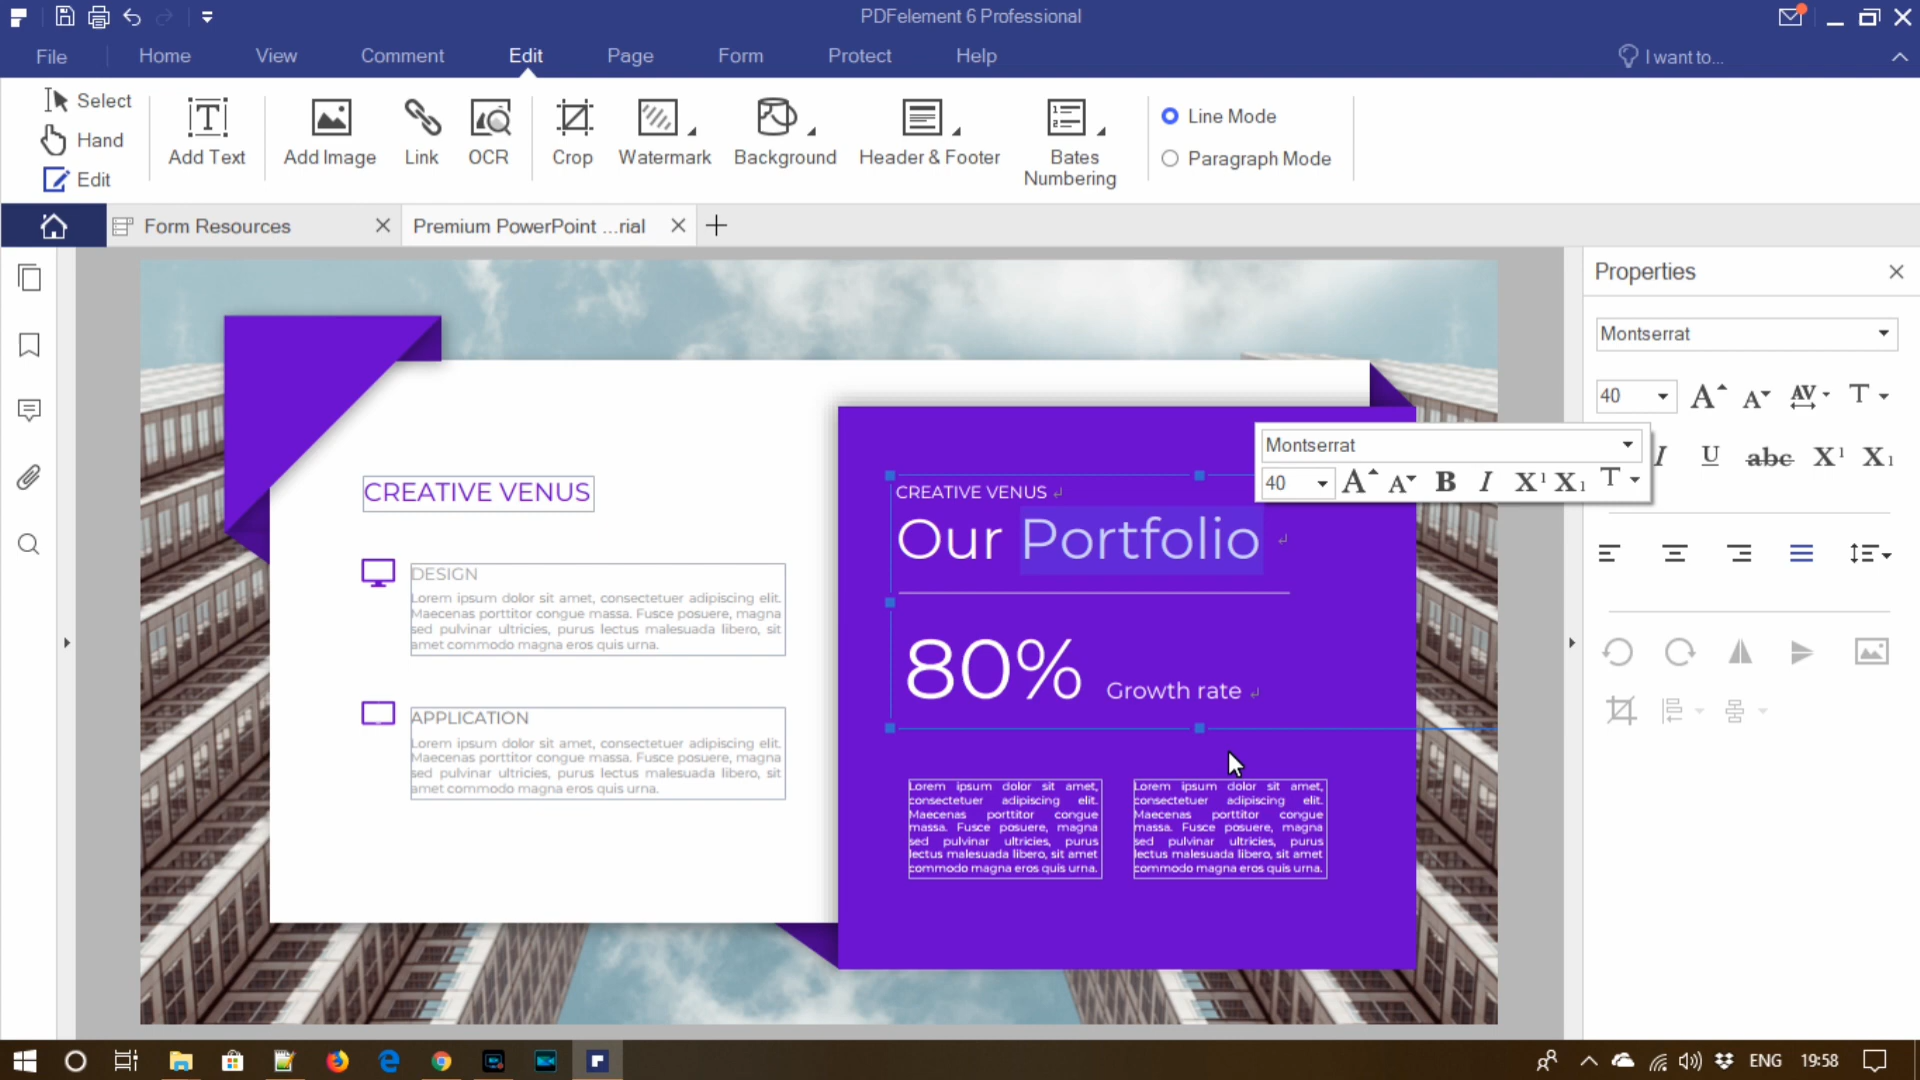 PDFelement 6 Professional
File
Home
View
Comment
Edit
Page
Form
Protect
Help
I want to...
Select
Hand
Edit
Add Text
Add Image
Link
OCR
Crop
Watermark
Background
Header & Footer
Bates
Numbering
Line Mode
Paragraph Mode
Form Resources
Premium PowerPoint ...rial
Properties
Montserrat
40
A A AV T
I U abc X¹ X₁
Montserrat
40 A A B I X¹ X₁ T
CREATIVE VENUS
DESIGN
Lorem ipsum dolor sit amet, consectetuer adipiscing elit.
Maecenas porttitor congue massa. Fusce posuere, magna
sed pulvinar ultricies, purus lectus malesuada libero, sit
amet commodo magna eros quis urna.
APPLICATION
Lorem ipsum dolor sit amet, consectetuer adipiscing elit.
Maecenas porttitor congue massa. Fusce posuere, magna
sed pulvinar ultricies, purus lectus malesuada libero, sit
amet commodo magna eros quis urna.
CREATIVE VENUS
Our Portfolio
80% Growth rate
Lorem ipsum dolor sit amet,
consectetuer adipiscing elit.
Maecenas porttitor congue
massa. Fusce posuere, magna
sed pulvinar ultricies, purus
lectus malesuada libero, sit amet
commodo magna eros quis urna.
Lorem ipsum dolor sit amet,
consectetuer adipiscing elit.
Maecenas porttitor congue
massa. Fusce posuere, magna
sed pulvinar ultricies, purus
lectus malesuada libero, sit amet
commodo magna eros quis urna.
ENG
19:58